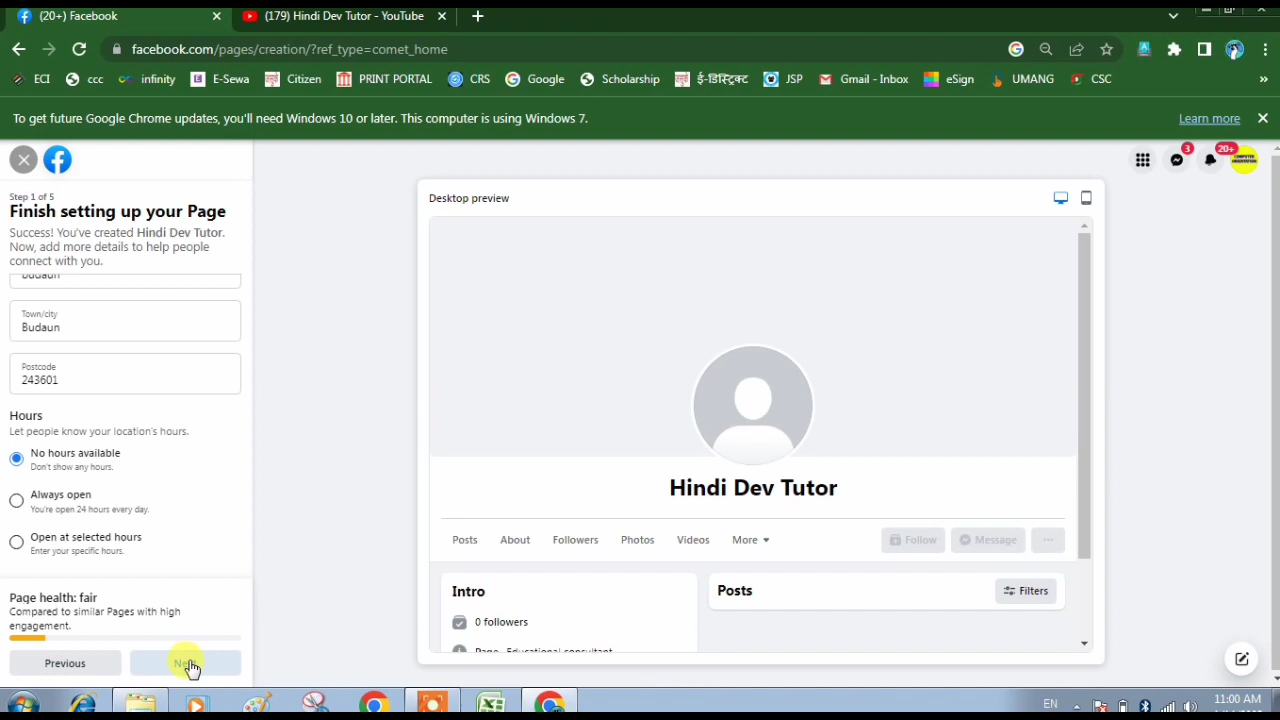 (20+) Facebook
(179) Hindi Dev Tutor - YouTube
facebook.com/pages/creation/?ref_type=comet_home
ECI ccc infinity E-Sewa Citizen PRINT PORTAL CRS Google Scholarship ई-डिस्ट्रिक्ट JSP Gmail - Inbox eSign UMANG CSC »
To get future Google Chrome updates, you'll need Windows 10 or later. This computer is using Windows 7.
Learn more
3
20+
Step 1 of 5
Finish setting up your Page
Success! You've created Hindi Dev Tutor.
Now, add more details to help people
connect with you.
Budaun
Town/city
Budaun
Postcode
243601
Hours
Let people know your location's hours.
No hours available
Don't show any hours.
Always open
You're open 24 hours every day.
Open at selected hours
Enter your specific hours.
Page health: fair
Compared to similar Pages with high
engagement.
Previous
Desktop preview
Hindi Dev Tutor
Posts About Followers Photos Videos More
Follow Message ...
Intro
0 followers
Page · Educational consultant
Posts
Filters
EN
11:00 AM